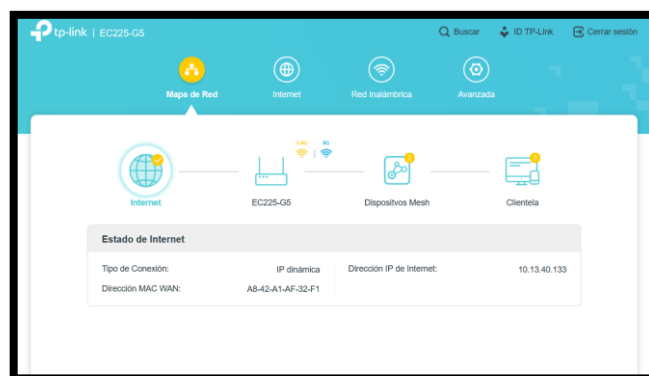 tp-link | EC225-G5
Buscar
ID TP-Link
Cerrar sesión
Mapa de Red
Internet
Red Inalámbrica
Avanzada
2.4G
5G
Internet
EC225-G5
Dispositvos Mesh
Clientela
Estado de Internet
Tipo de Conexión: IP dinámica
Dirección IP de Internet: 10.13.40.133
Dirección MAC WAN: A8-42-A1-AF-32-F1